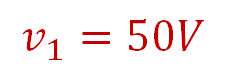 v₁ = 50V